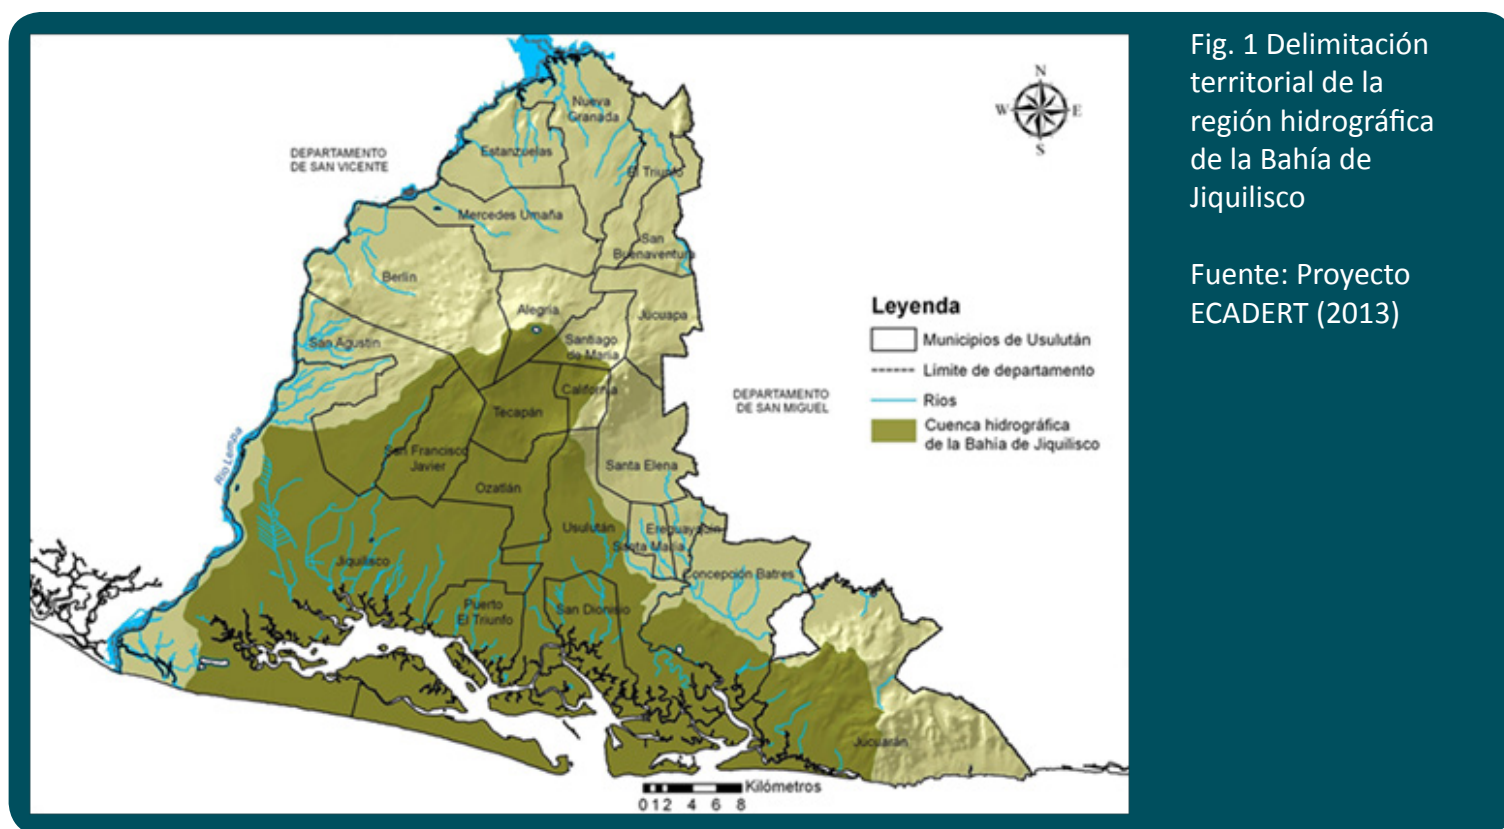 Fig. 1 Delimitación
territorial de la
región hidrográfica
de la Bahía de
Jiquilisco
Fuente: Proyecto
ECADERT (2013)
N
W
E
S
DEPARTAMENTO
DE SAN VICENTE
Nueva
Granada
Estanzuelas
El Triunfo
Mercedes Umaña
San
Buenaventura
Berlín
Alegría
Jucuapa
San Agustín
Santiago
de María
California
Tecapán
DEPARTAMENTO
DE SAN MIGUEL
San Francisco
Javier
Santa Elena
Río Lempa
Ozatlán
Usulután
Ereguayquín
Santa María
Jiquilisco
Concepción Batres
Puerto
El Triunfo
San Dionisio
Jucuarán
Leyenda
Municipios de Usulután
Límite de departamento
Ríos
Cuenca hidrográfica
de la Bahía de Jiquilisco
Kilómetros
0 1 2 4 6 8